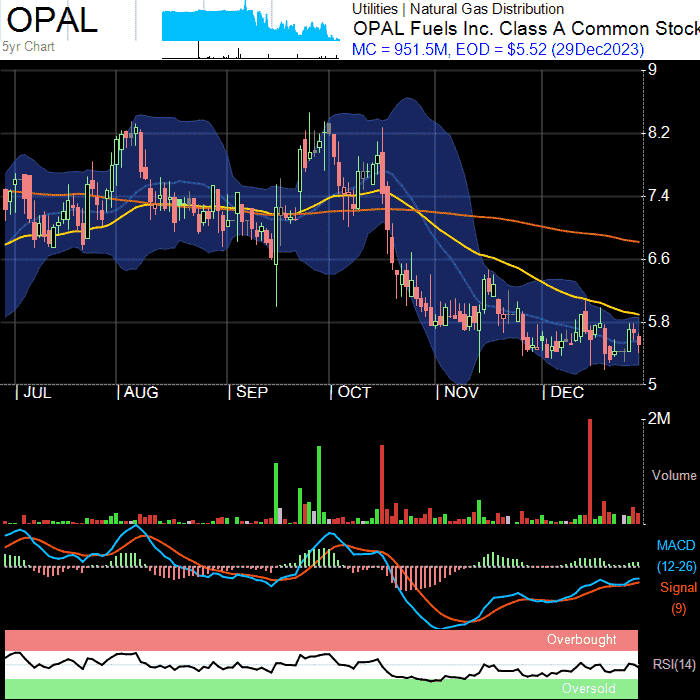 OPAL
5yr Chart
Utilities | Natural Gas Distribution
OPAL Fuels Inc. Class A Common Stock
MC = 951.5M, EOD = $5.52 (29Dec2023)
9
8.2
7.4
6.6
5.8
5
JUL AUG SEP OCT NOV DEC
2M
Volume
MACD
(12-26)
Signal
(9)
Overbought
RSI(14)
Oversold